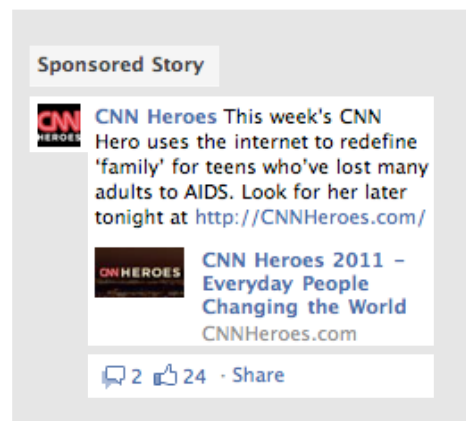 Sponsored Story
CNN
HEROES
CNN Heroes This week's CNN
Hero uses the internet to redefine
‘family’ for teens who’ve lost many
adults to AIDS. Look for her later
tonight at http://CNNHeroes.com/
CNN HEROES
CNN Heroes 2011 –
Everyday People
Changing the World
CNNHeroes.com
2 24 · Share